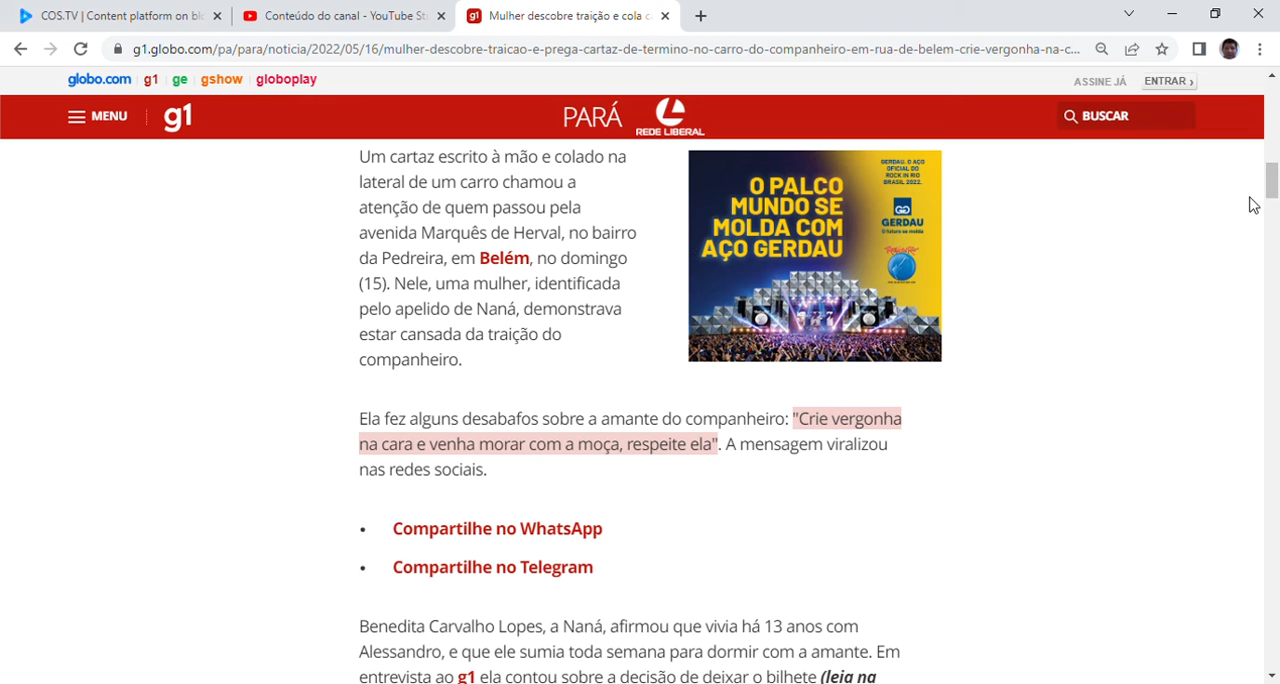 COS.TV | Content platform on blo
Conteúdo do canal - YouTube St
g1 Mulher descobre traição e cola c
g1.globo.com/pa/para/noticia/2022/05/16/mulher-descobre-traicao-e-prega-cartaz-de-termino-no-carro-do-companheiro-em-rua-de-belem-crie-vergonha-na-c...
globo.com g1 ge gshow globoplay
ASSINE JÁ ENTRAR ›
MENU g1 PARÁ REDE LIBERAL BUSCAR
Um cartaz escrito à mão e colado na
lateral de um carro chamou a
atenção de quem passou pela
avenida Marquês de Herval, no bairro
da Pedreira, em Belém, no domingo
(15). Nele, uma mulher, identificada
pelo apelido de Naná, demonstrava
estar cansada da traição do
companheiro.
O PALCO
MUNDO SE
MOLDA COM
AÇO GERDAU
GERDAU. O AÇO
OFICIAL DO
ROCK IN RIO
BRASIL 2022.
GERDAU
O futuro se molda
Ela fez alguns desabafos sobre a amante do companheiro: "Crie vergonha
na cara e venha morar com a moça, respeite ela". A mensagem viralizou
nas redes sociais.
• Compartilhe no WhatsApp
• Compartilhe no Telegram
Benedita Carvalho Lopes, a Naná, afirmou que vivia há 13 anos com
Alessandro, e que ele sumia toda semana para dormir com a amante. Em
entrevista ao g1 ela contou sobre a decisão de deixar o bilhete (leia na